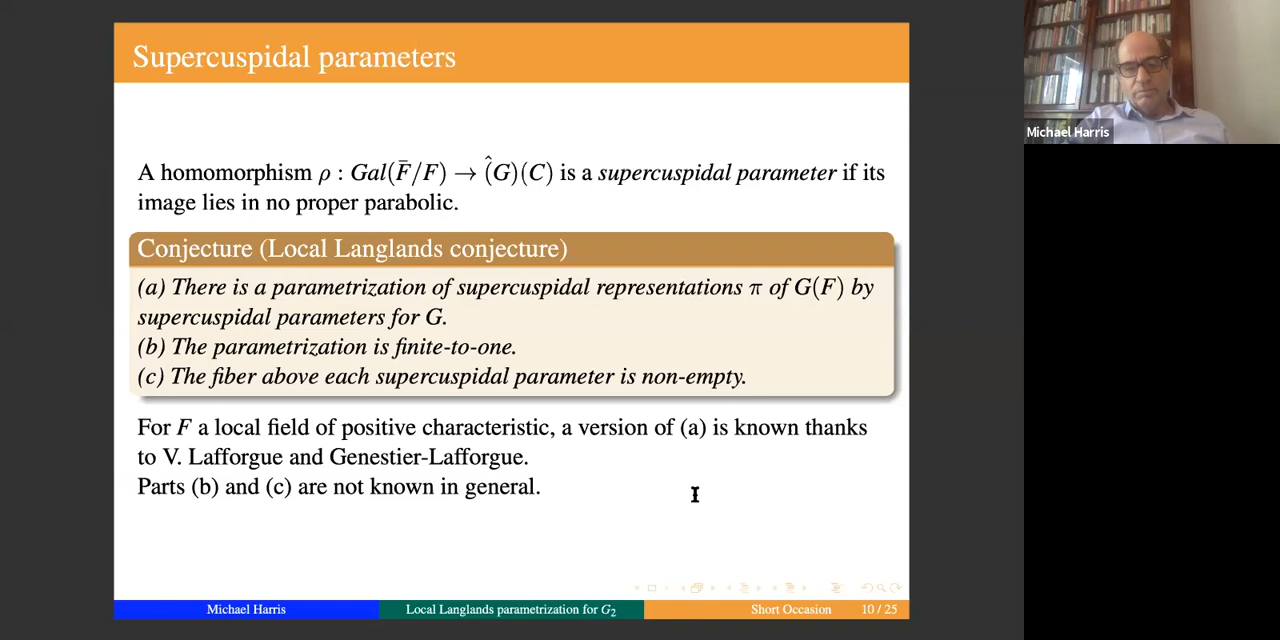 Supercuspidal parameters
A homomorphism ρ : Gal(F̄/F) → (̂G)(C) is a supercuspidal parameter if its
image lies in no proper parabolic.
Conjecture (Local Langlands conjecture)
(a) There is a parametrization of supercuspidal representations π of G(F) by
supercuspidal parameters for G.
(b) The parametrization is finite-to-one.
(c) The fiber above each supercuspidal parameter is non-empty.
For F a local field of positive characteristic, a version of (a) is known thanks
to V. Lafforgue and Genestier-Lafforgue.
Parts (b) and (c) are not known in general.
Michael Harris
Local Langlands parametrization for G₂
Short Occasion
10 / 25
Michael Harris